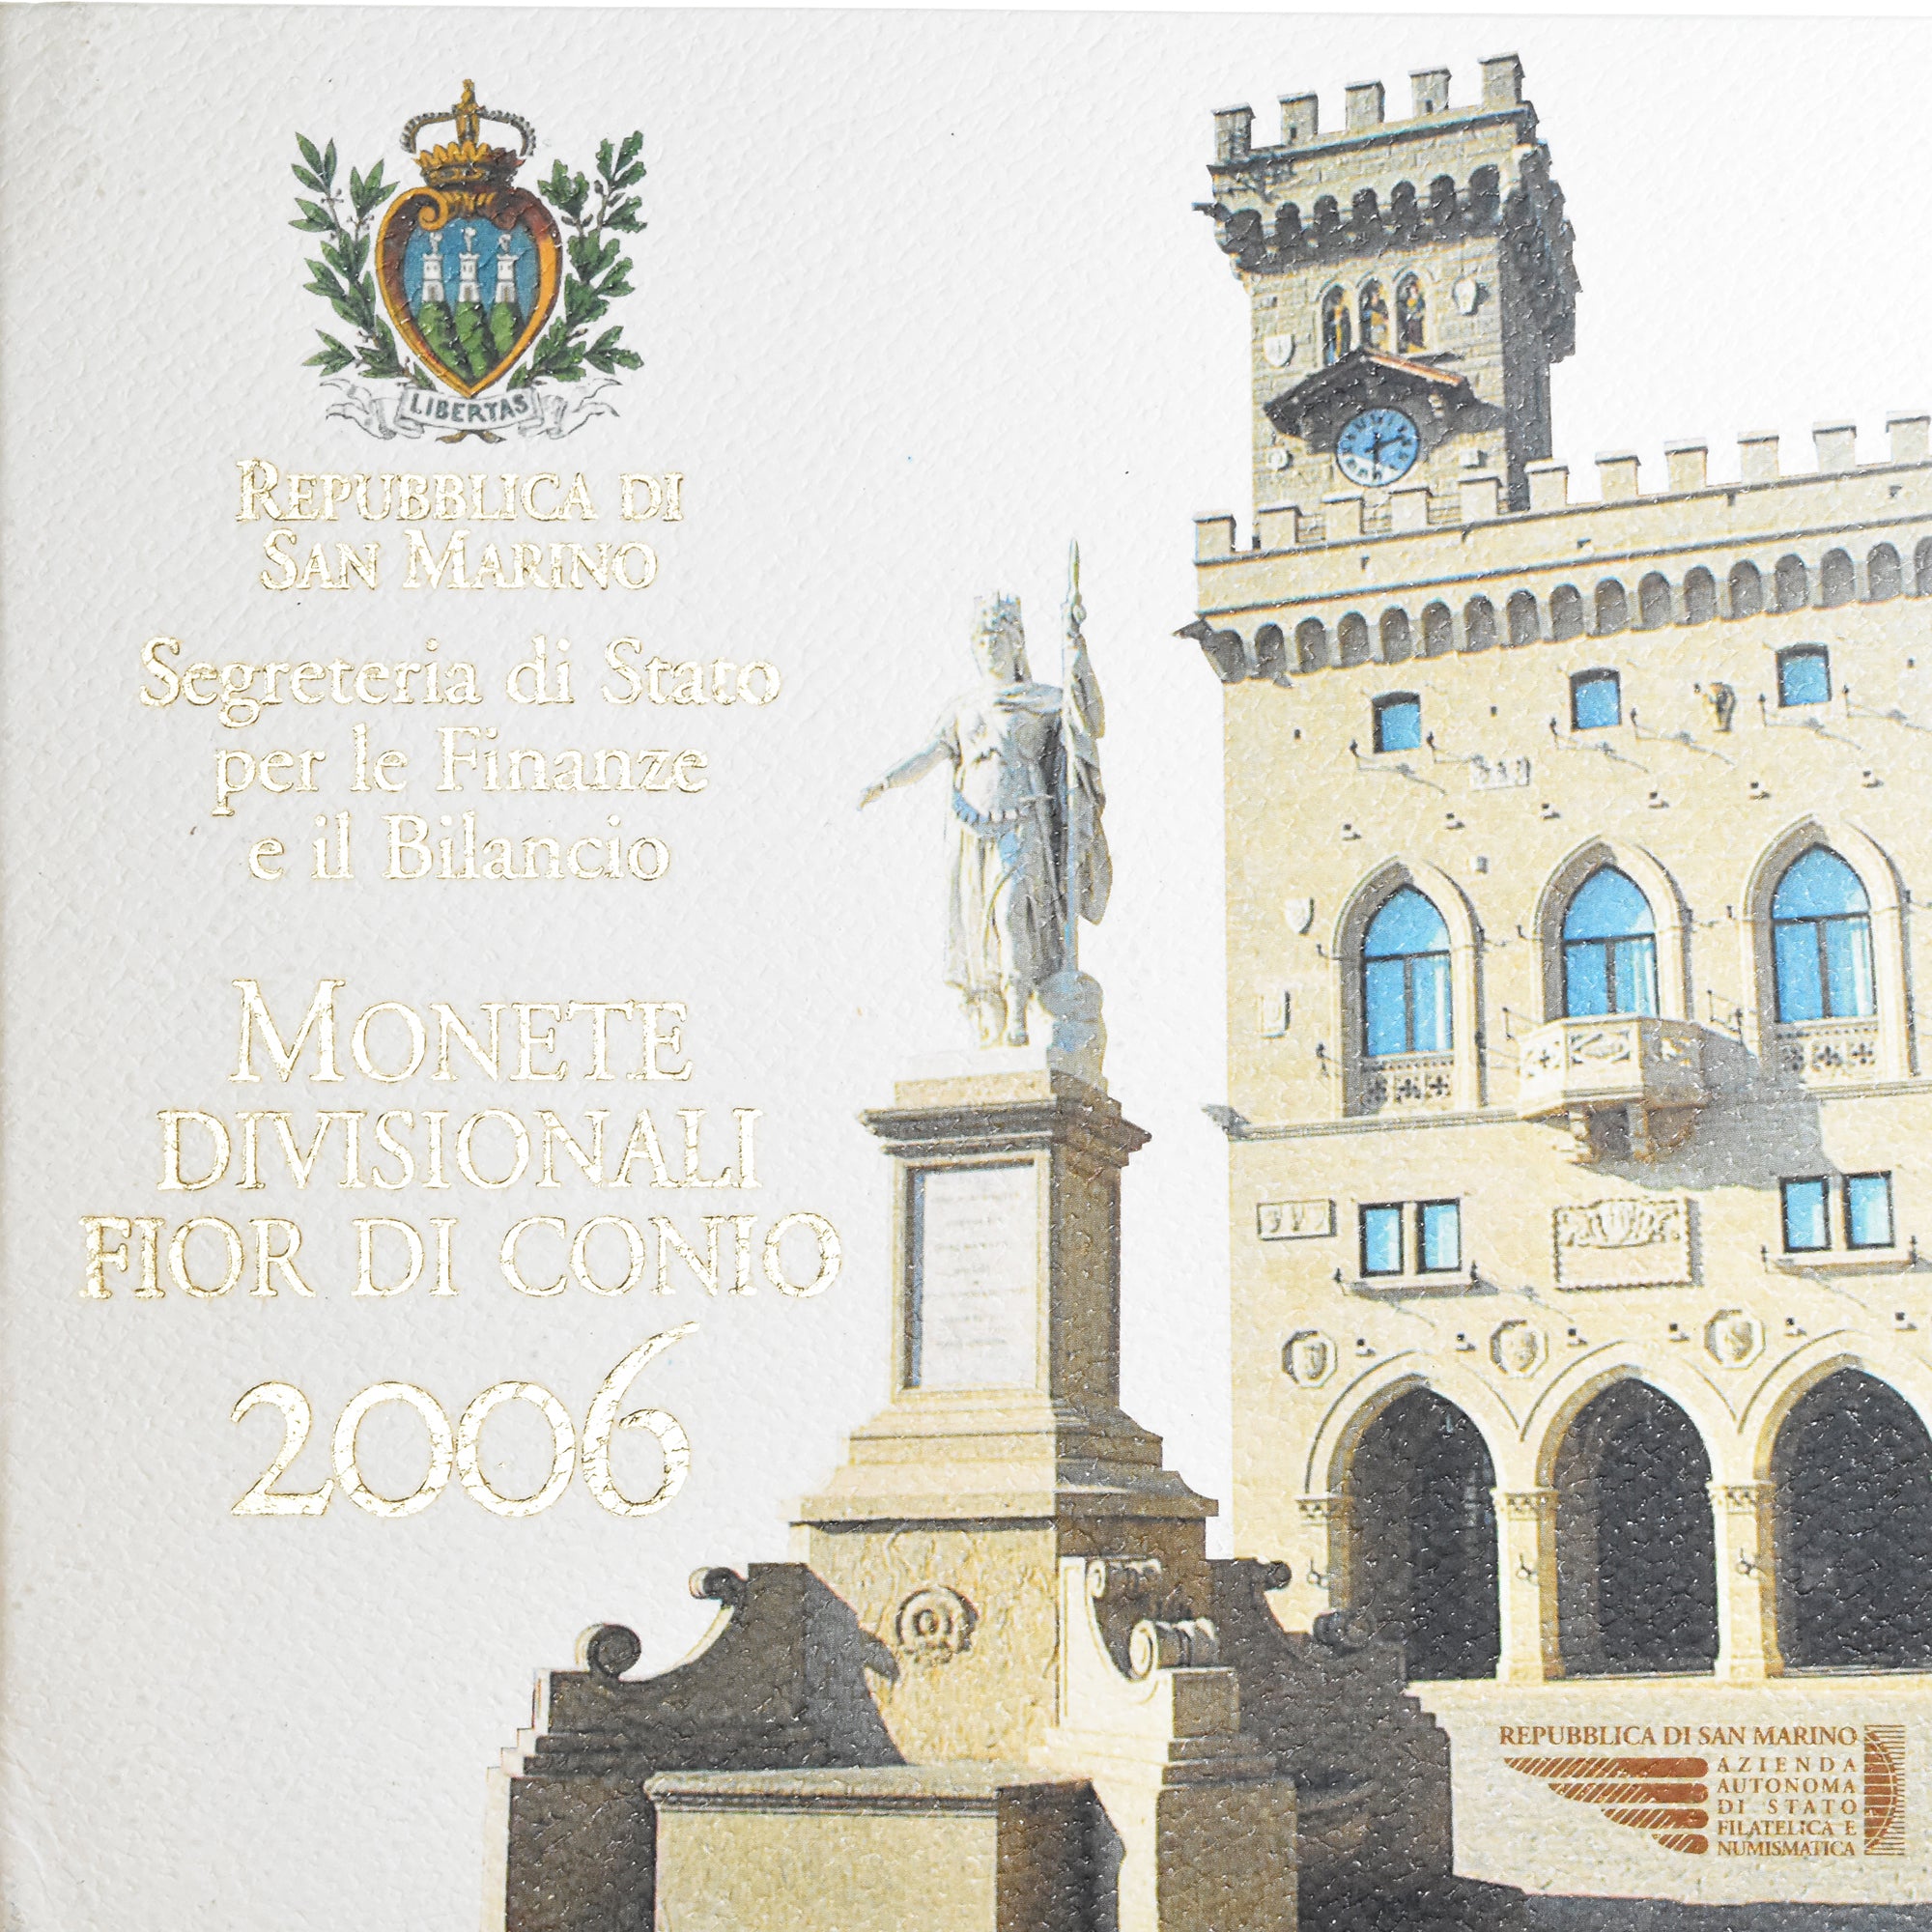 LIBERTAS
REPUBBLICA DI
SAN MARINO
Segreteria di Stato
per le Finanze
e il Bilancio
MONETE
DIVISIONALI
FIOR DI CONIO
2006
REPUBBLICA DI SAN MARINO
AZIENDA
AUTONOMA
DI STATO
FILATELICA E
NUMISMATICA